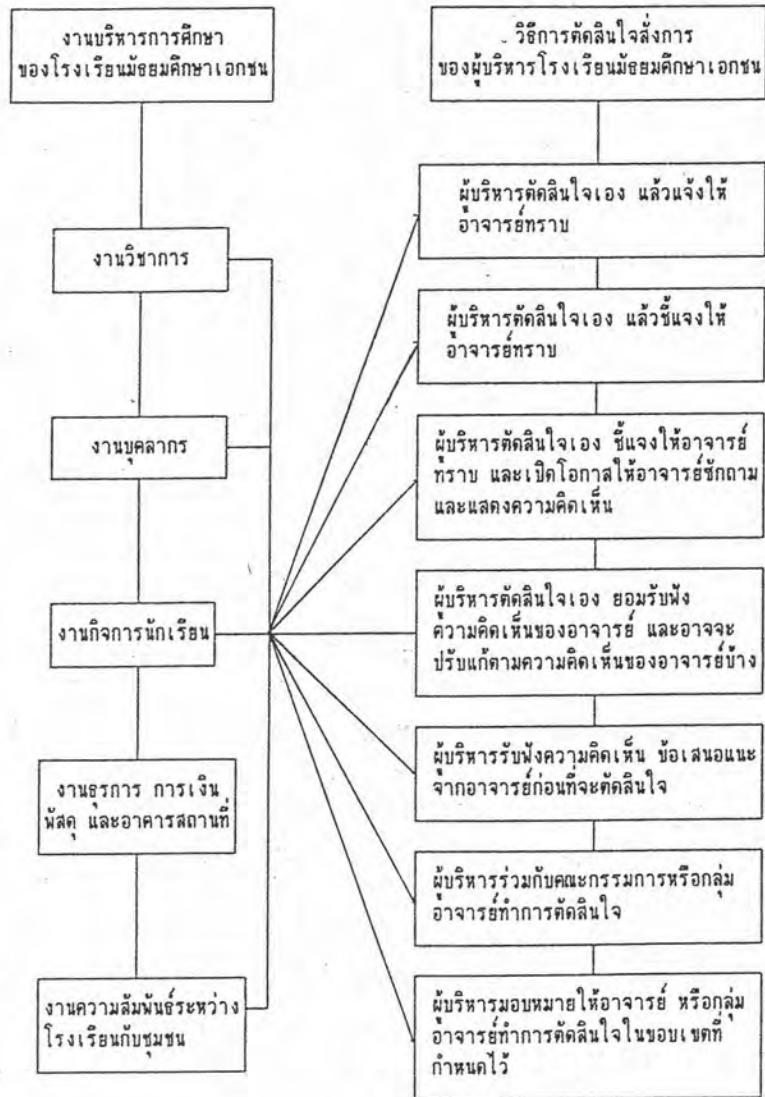 งานบริหารการศึกษา
ของโรงเรียนมัธยมศึกษาเอกชน
งานวิชาการ
งานบุคลากร
งานกิจการนักเรียน
งานธุรการ การเงิน
พัสดุ และอาคารสถานที่
งานความสัมพันธ์ระหว่าง
โรงเรียนกับชุมชน
วิธีการตัดสินใจสั่งการ
ของผู้บริหารโรงเรียนมัธยมศึกษาเอกชน
ผู้บริหารตัดสินใจเอง แล้วแจ้งให้
อาจารย์ทราบ
ผู้บริหารตัดสินใจเอง แล้วชี้แจงให้
อาจารย์ทราบ
ผู้บริหารตัดสินใจเอง ชี้แจงให้อาจารย์
ทราบ และเปิดโอกาสให้อาจารย์ซักถาม
และแสดงความคิดเห็น
ผู้บริหารตัดสินใจเอง ยอมรับฟัง
ความคิดเห็นของอาจารย์ และอาจจะ
ปรับแก้ตามความคิดเห็นของอาจารย์บ้าง
ผู้บริหารรับฟังความคิดเห็น ข้อเสนอแนะ
จากอาจารย์ก่อนที่จะตัดสินใจ
ผู้บริหารร่วมกับคณะกรรมการหรือกลุ่ม
อาจารย์ทำการตัดสินใจ
ผู้บริหารมอบหมายให้อาจารย์ หรือกลุ่ม
อาจารย์ทำการตัดสินใจในขอบเขตที่
กำหนดไว้